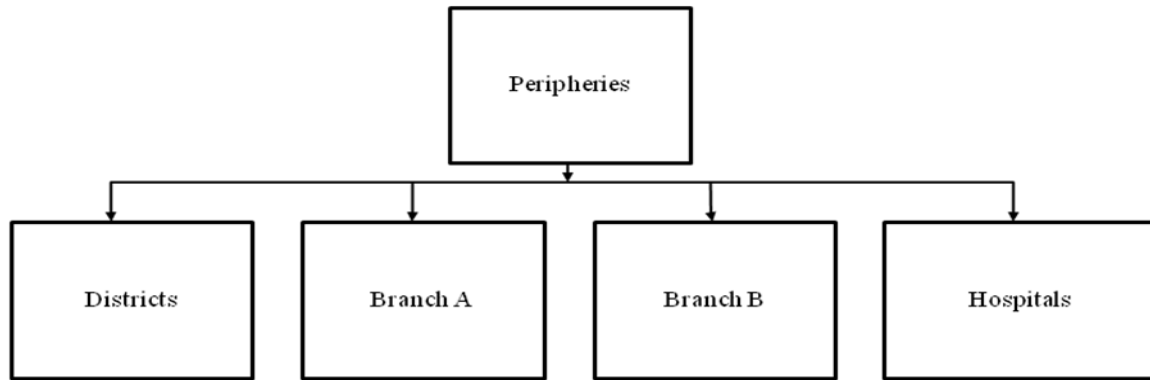 Peripheries
Districts
Branch A
Branch B
Hospitals